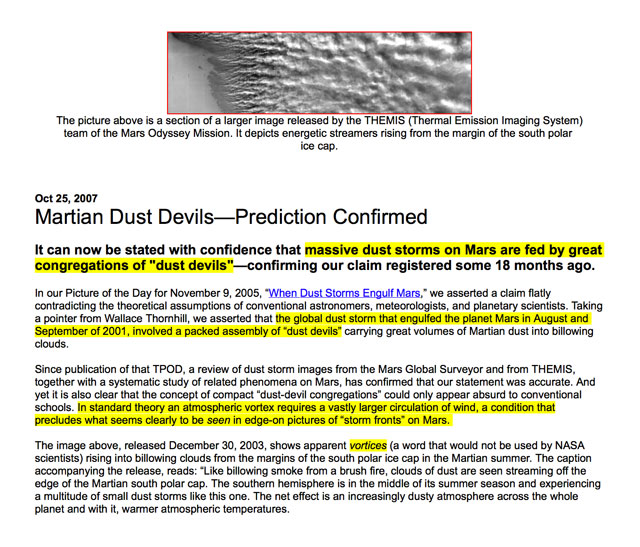 The picture above is a section of a larger image released by the THEMIS (Thermal Emission Imaging System)
team of the Mars Odyssey Mission. It depicts energetic streamers rising from the margin of the south polar
ice cap.
Oct 25, 2007
Martian Dust Devils—Prediction Confirmed
It can now be stated with confidence that massive dust storms on Mars are fed by great
congregations of "dust devils"—confirming our claim registered some 18 months ago.
In our Picture of the Day for November 9, 2005, “When Dust Storms Engulf Mars,” we asserted a claim flatly
contradicting the theoretical assumptions of conventional astronomers, meteorologists, and planetary scientists. Taking
a pointer from Wallace Thornhill, we asserted that the global dust storm that engulfed the planet Mars in August and
September of 2001, involved a packed assembly of “dust devils” carrying great volumes of Martian dust into billowing
clouds.
Since publication of that TPOD, a review of dust storm images from the Mars Global Surveyor and from THEMIS,
together with a systematic study of related phenomena on Mars, has confirmed that our statement was accurate. And
yet it is also clear that the concept of compact “dust-devil congregations” could only appear absurd to conventional
schools. In standard theory an atmospheric vortex requires a vastly larger circulation of wind, a condition that
precludes what seems clearly to be seen in edge-on pictures of “storm fronts” on Mars.
The image above, released December 30, 2003, shows apparent vortices (a word that would not be used by NASA
scientists) rising into billowing clouds from the margins of the south polar ice cap in the Martian summer. The caption
accompanying the release, reads: “Like billowing smoke from a brush fire, clouds of dust are seen streaming off the
edge of the Martian south polar cap. The southern hemisphere is in the middle of its summer season and experiencing
a multitude of small dust storms like this one. The net effect is an increasingly dusty atmosphere across the whole
planet and with it, warmer atmospheric temperatures.